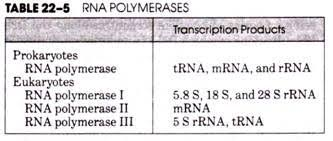 TABLE 22–5 RNA POLYMERASES
Transcription Products
Prokaryotes
RNA polymerase tRNA, mRNA, and rRNA
Eukaryotes
RNA polymerase I 5.8 S, 18 S, and 28 S rRNA
RNA polymerase II mRNA
RNA polymerase III 5 S rRNA, tRNA